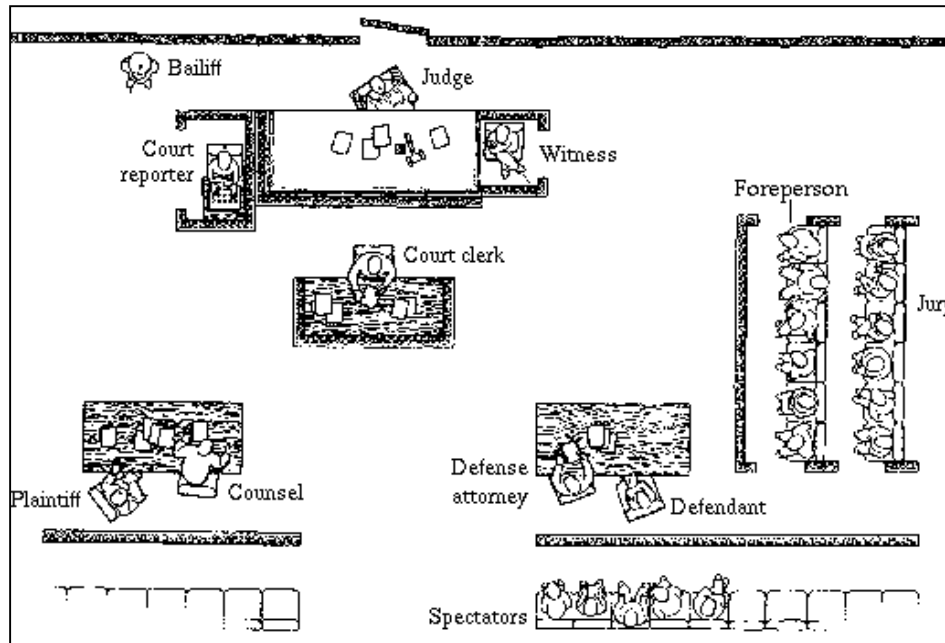 Bailiff
Judge
Court
reporter
Witness
Foreperson
Court clerk
Jury
Defense
attorney
Plaintiff
Counsel
Defendant
Spectators